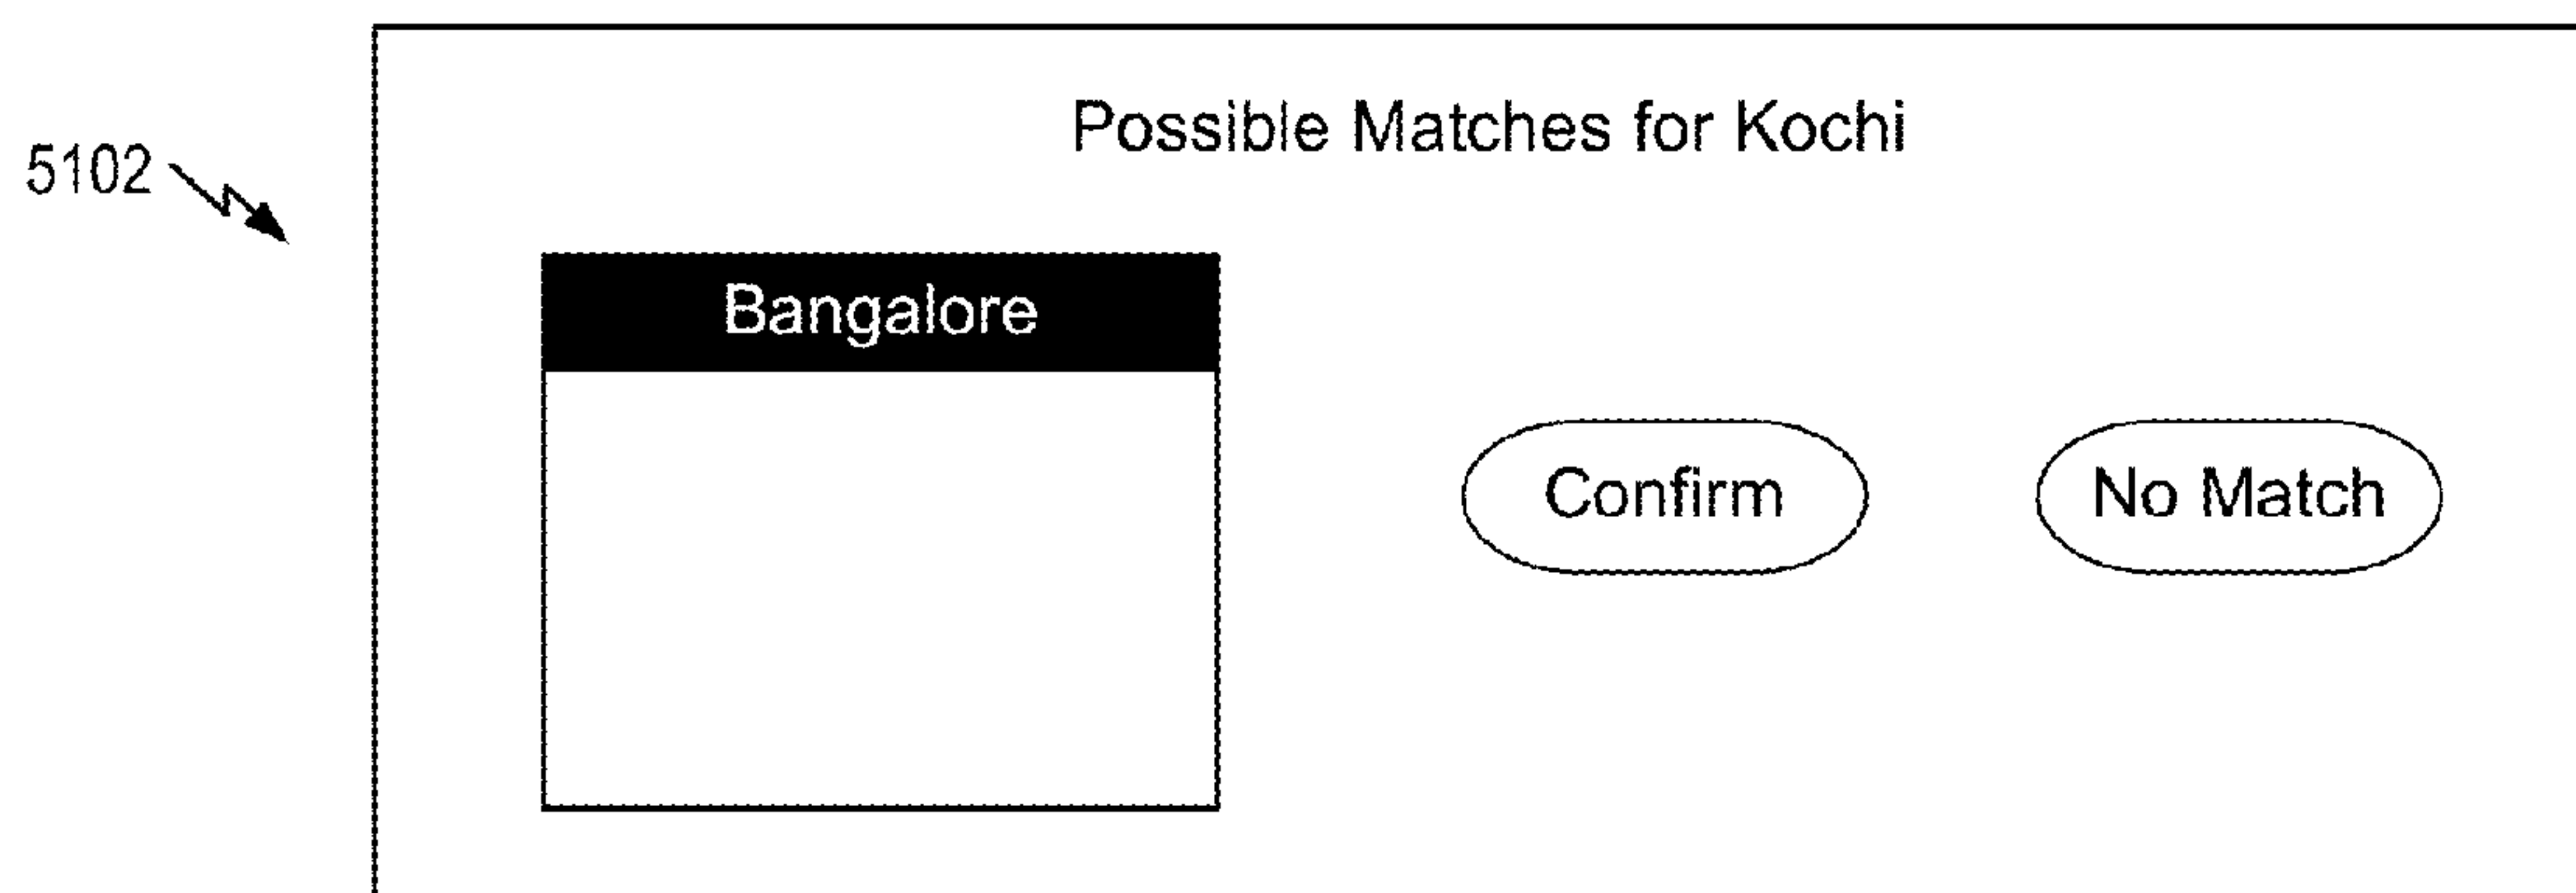 Possible Matches for Kochi
5102
Bangalore
Confirm
No Match